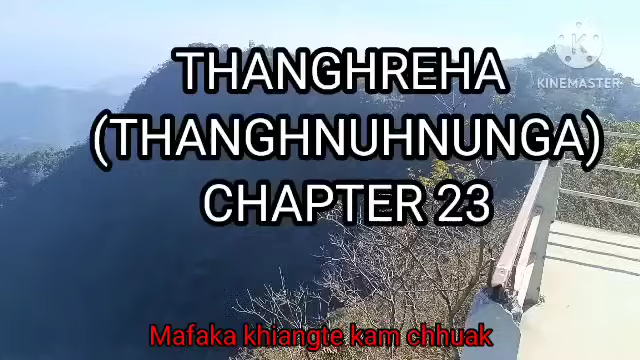 KINEMASTER
THANGHREHA
(THANGHNUHNUNGA)
CHAPTER 23
Mafaka khiangte kam chhuak